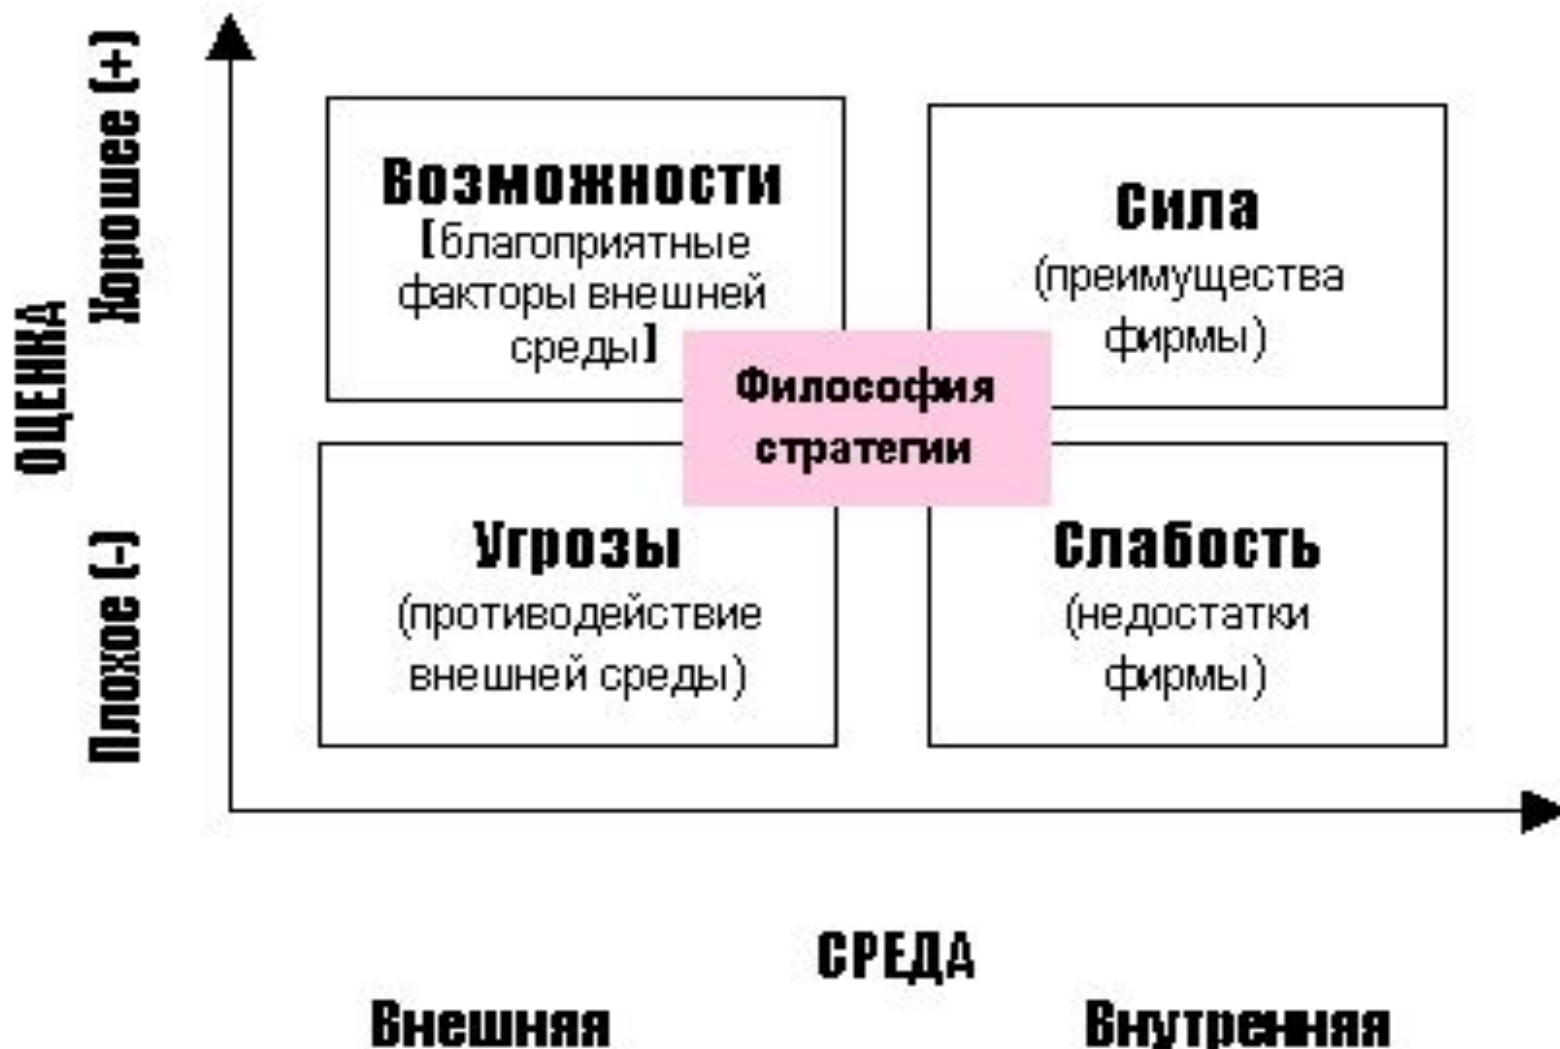 ОЦЕНКА
Хорошее (+)
Плохое (-)
Возможности
[благоприятные
факторы внешней
среды]
Сила
(преимущества
фирмы)
Философия
стратегии
Угрозы
(противодействие
внешней среды)
Слабость
(недостатки
фирмы)
СРЕДА
Внешняя
Внутренняя